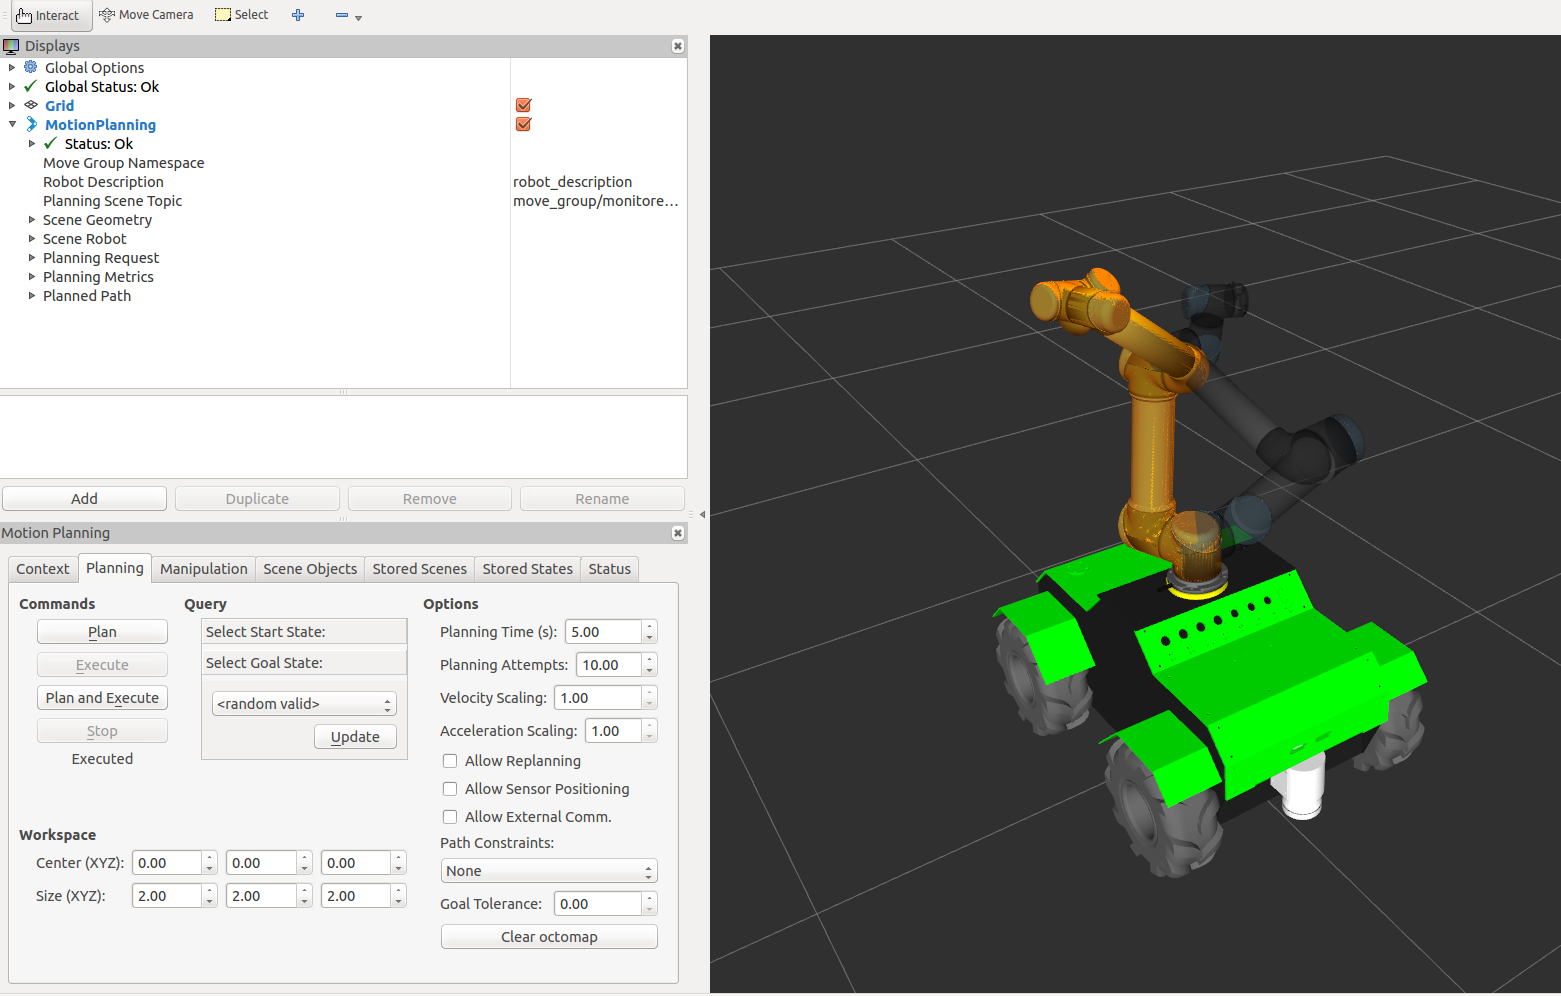 Interact Move Camera Select
Displays
Global Options
Global Status: Ok
Grid
MotionPlanning
Status: Ok
Move Group Namespace
Robot Description robot_description
Planning Scene Topic move_group/monitore...
Scene Geometry
Scene Robot
Planning Request
Planning Metrics
Planned Path
Add Duplicate Remove Rename
Motion Planning
Context Planning Manipulation Scene Objects Stored Scenes Stored States Status
Commands
Plan
Execute
Plan and Execute
Stop
Executed
Query
Select Start State:
Select Goal State:
<random valid>
Update
Options
Planning Time (s): 5.00
Planning Attempts: 10.00
Velocity Scaling: 1.00
Acceleration Scaling: 1.00
Allow Replanning
Allow Sensor Positioning
Allow External Comm.
Path Constraints:
None
Goal Tolerance: 0.00
Clear octomap
Workspace
Center (XYZ): 0.00 0.00 0.00
Size (XYZ): 2.00 2.00 2.00